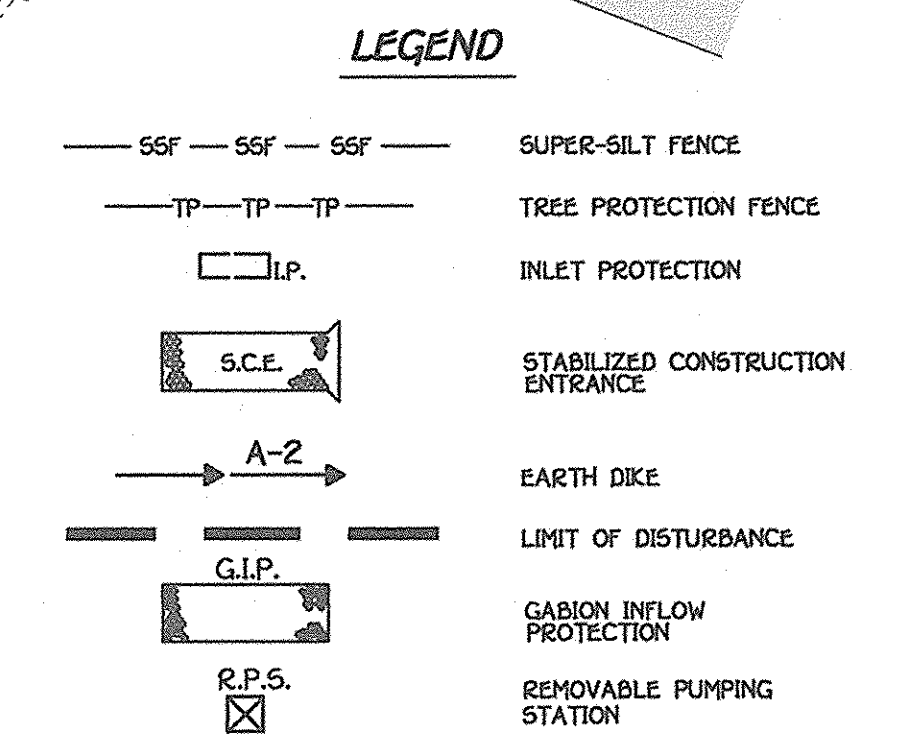 LEGEND
SSF SSF SSF SUPER-SILT FENCE
TP TP TP TREE PROTECTION FENCE
I.P. INLET PROTECTION
S.C.E. STABILIZED CONSTRUCTION
ENTRANCE
A-2 EARTH DIKE
LIMIT OF DISTURBANCE
G.I.P. GABION INFLOW
PROTECTION
R.P.S. REMOVABLE PUMPING
STATION